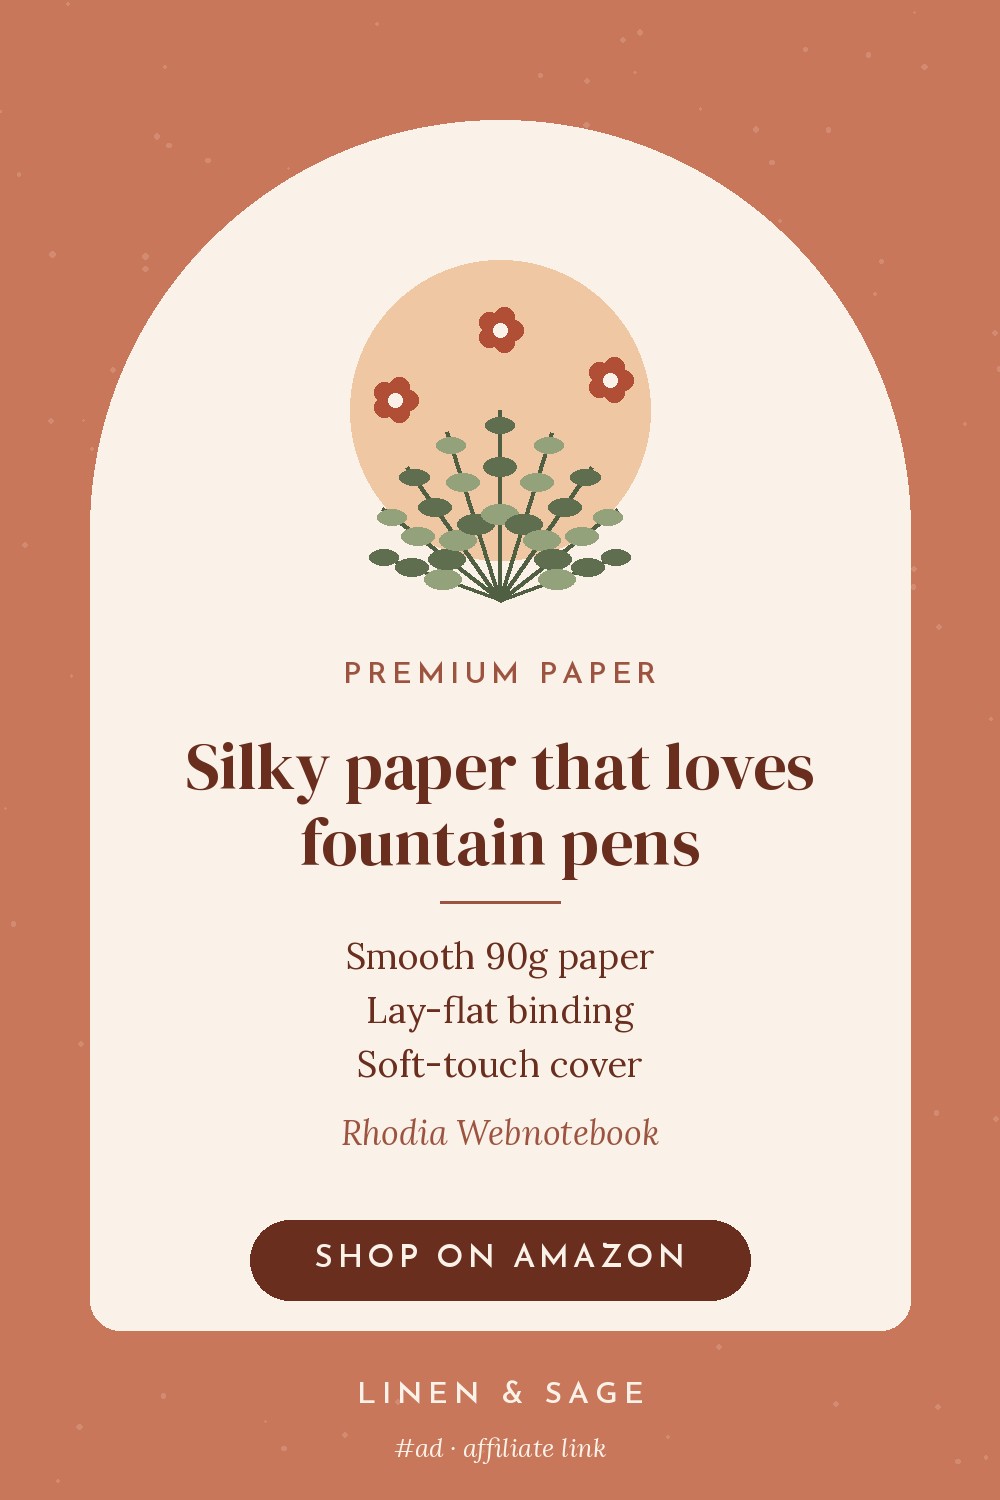 PREMIUM PAPER
Silky paper that loves
fountain pens
Smooth 90g paper
Lay-flat binding
Soft-touch cover
Rhodia Webnotebook
SHOP ON AMAZON
LINEN & SAGE
#ad · affiliate link